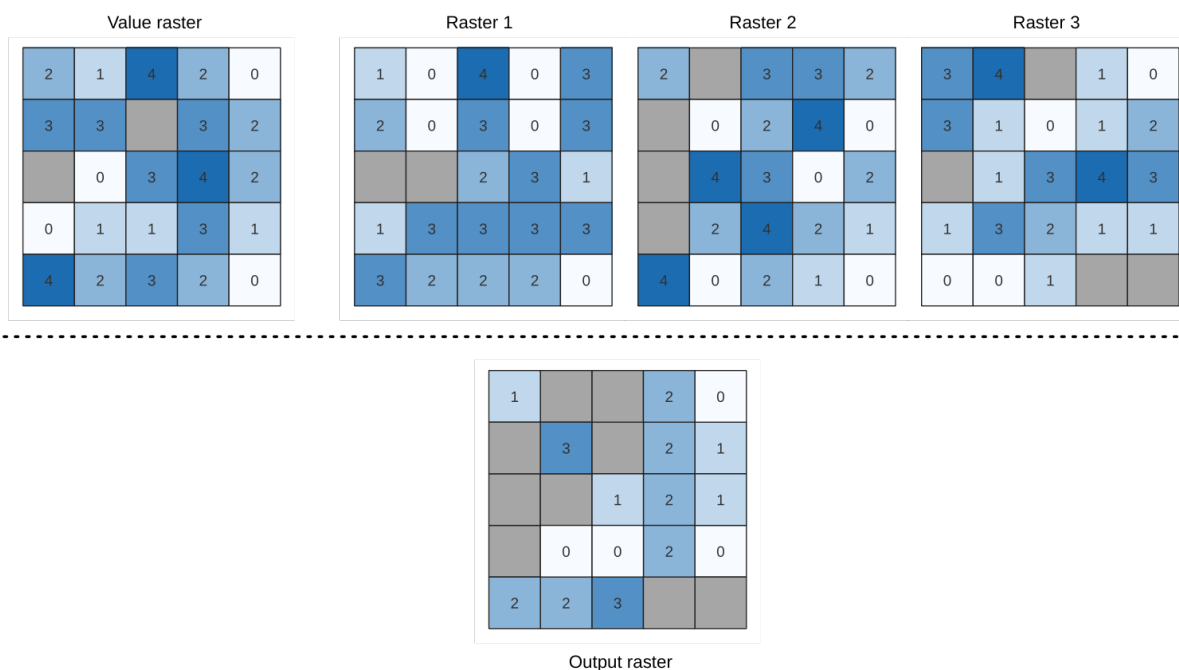 Value raster Raster 1 Raster 2 Raster 3
2 1 4 2 0 1 0 4 0 3 2 3 3 2 3 4 1 0
3 3 3 2 2 0 3 0 3 0 2 4 0 3 1 0 1 2
0 3 4 2 2 3 1 4 3 0 2 1 3 4 3
0 1 1 3 1 1 3 3 3 3 2 4 2 1 1 3 2 1 1
4 2 3 2 0 3 2 2 2 0 4 0 2 1 0 0 0 1
1 2 0
3 2 1
1 2 1
0 0 2 0
2 2 3
Output raster